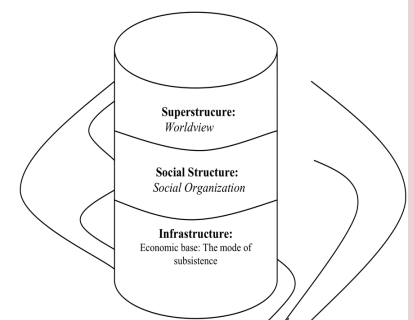 Superstrucure:
Worldview
Social Structure:
Social Organization
Infrastructure:
Economic base: The mode of
subsistence